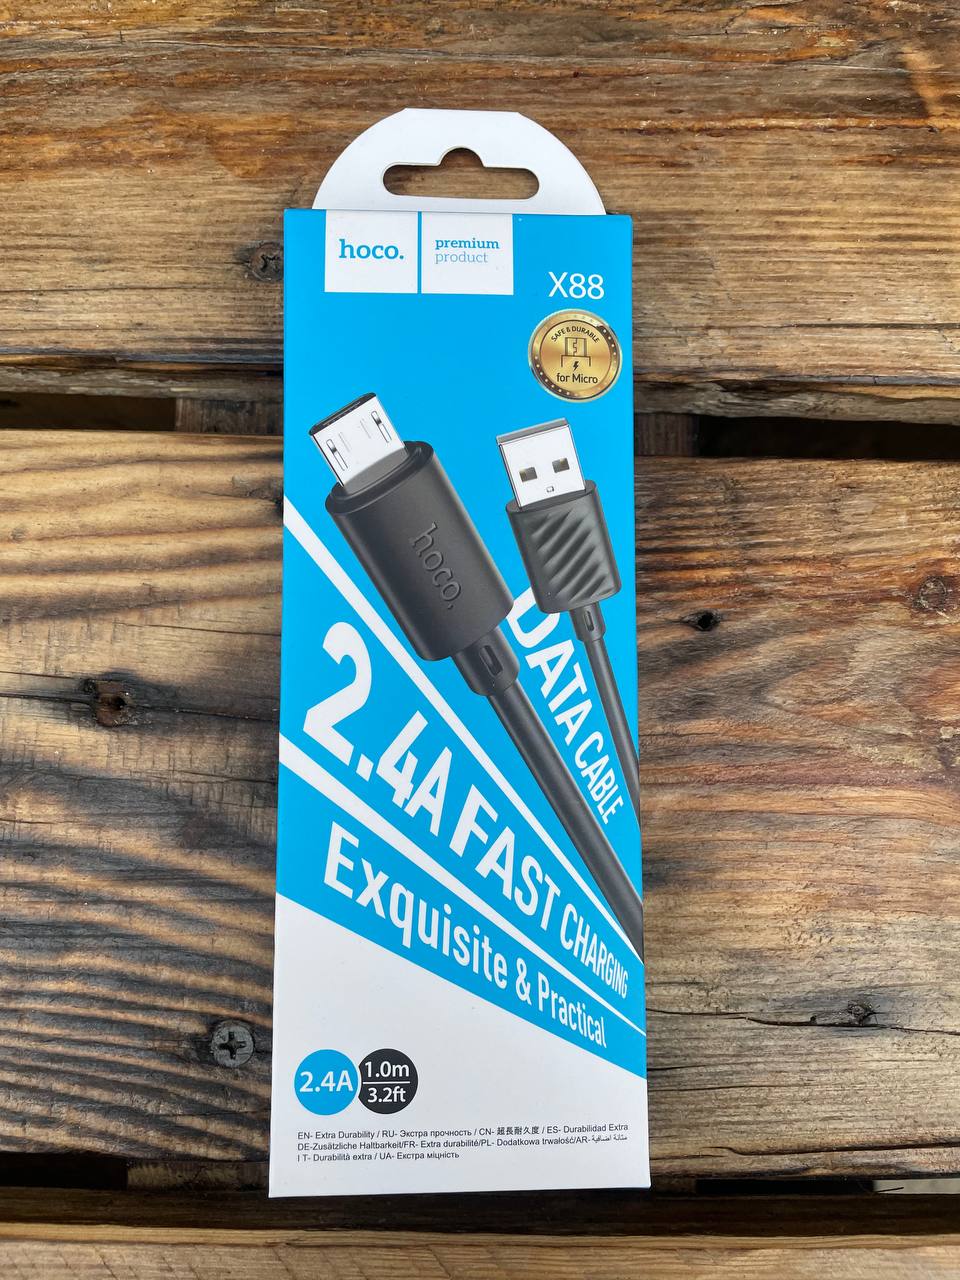 hoco.
premium
product
X88
SAFE & DURABLE
for Micro
hoco.
DATA CABLE
2.4A FAST CHARGING
Exquisite & Practical
2.4A
1.0m
3.2ft
EN- Extra Durability / RU- Экстра прочность / CN- 超長耐久度 / ES- Durabilidad Extra
DE-Zusätzliche Haltbarkeit/FR- Extra durabilité/PL- Dodatkowa trwałość/AR- متانة اضافية
I T- Durabilità extra / UA- Екстра міцність